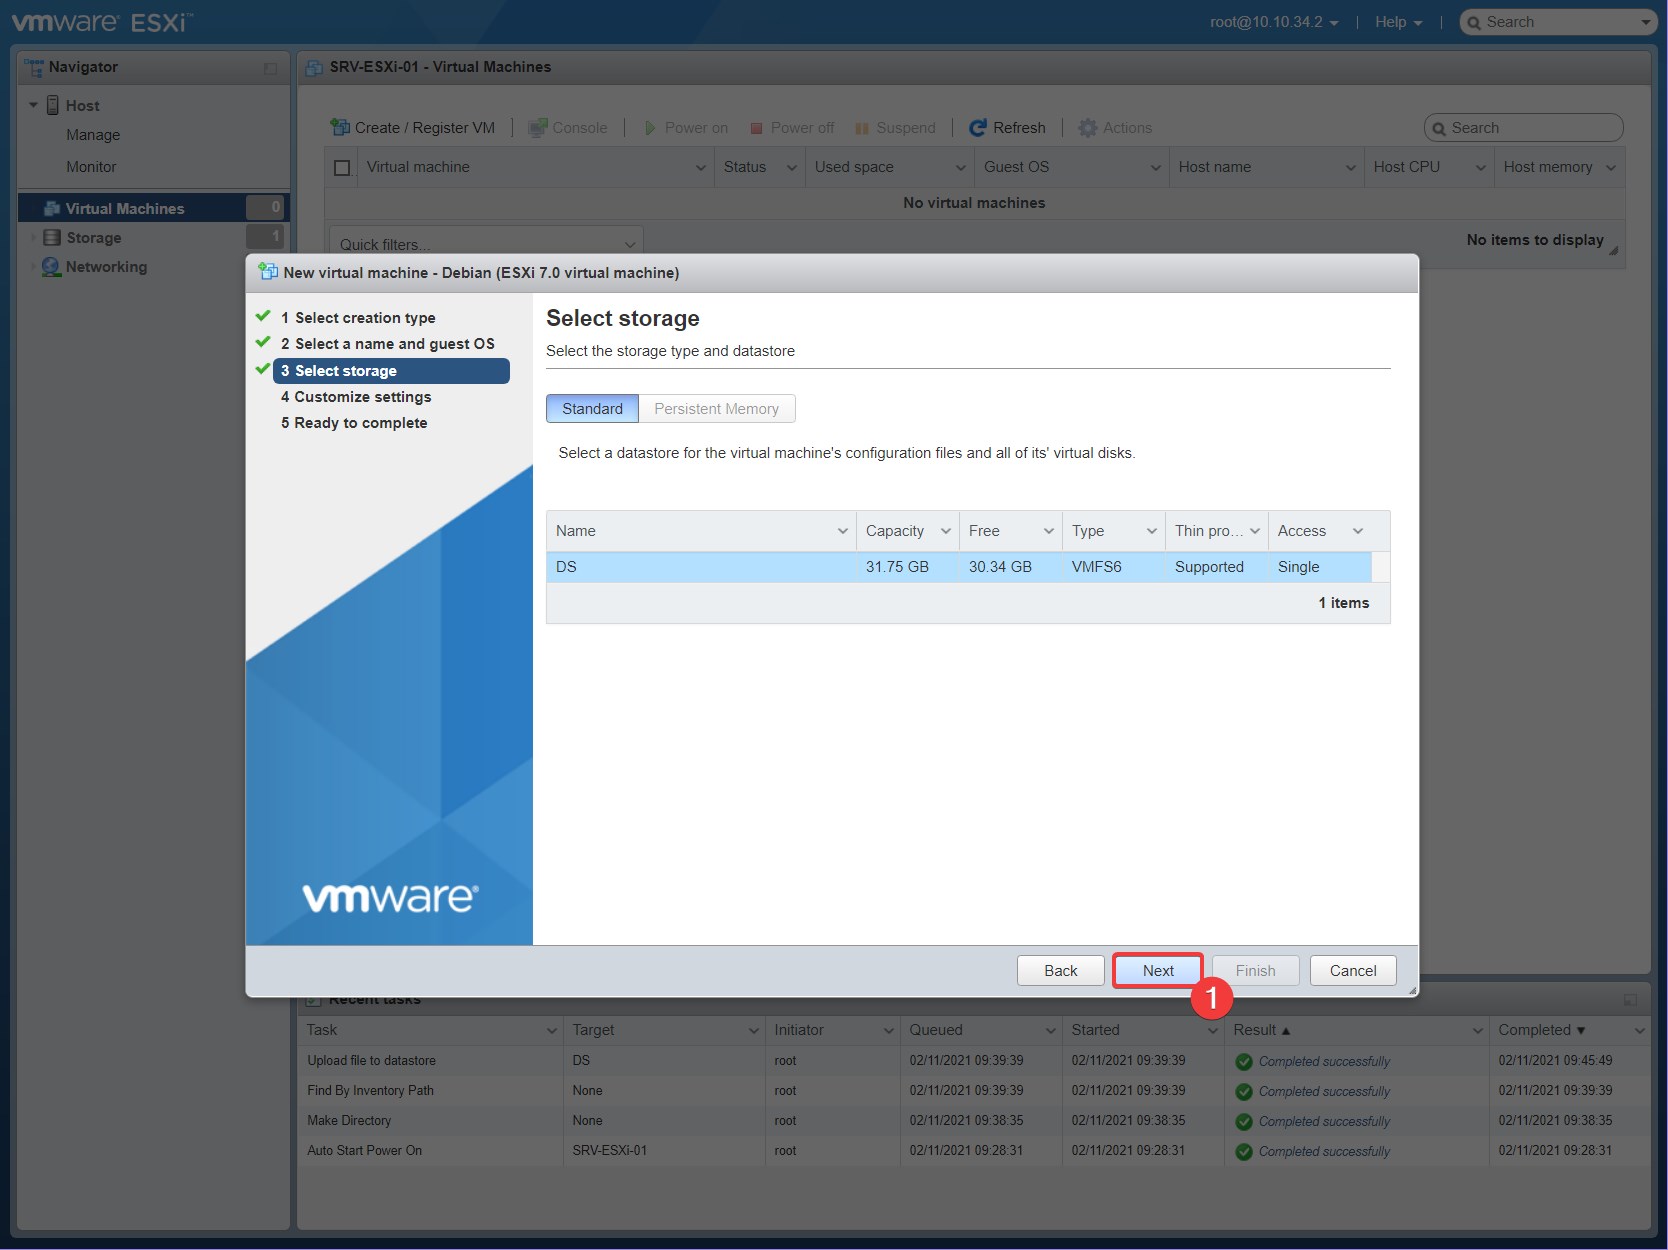 vmware® ESXi™
root@10.10.34.2 | Help | Search
Navigator
Host
Manage
Monitor
Virtual Machines 0
Storage 1
Networking
SRV-ESXi-01 - Virtual Machines
Create / Register VM | Console | Power on Power off Suspend | Refresh | Actions
Search
Virtual machine Status Used space Guest OS Host name Host CPU Host memory
No virtual machines
Quick filters...
No items to display
New virtual machine - Debian (ESXi 7.0 virtual machine)
1 Select creation type
2 Select a name and guest OS
3 Select storage
4 Customize settings
5 Ready to complete
vmware®
Select storage
Select the storage type and datastore
Standard Persistent Memory
Select a datastore for the virtual machine's configuration files and all of its' virtual disks.
Name Capacity Free Type Thin pro... Access
DS 31.75 GB 30.34 GB VMFS6 Supported Single
1 items
Back Next Finish Cancel
1
Recent tasks
Task Target Initiator Queued Started Result ▲ Completed ▼
Upload file to datastore DS root 02/11/2021 09:39:39 02/11/2021 09:39:39 Completed successfully 02/11/2021 09:45:49
Find By Inventory Path None root 02/11/2021 09:39:39 02/11/2021 09:39:39 Completed successfully 02/11/2021 09:39:39
Make Directory None root 02/11/2021 09:38:35 02/11/2021 09:38:35 Completed successfully 02/11/2021 09:38:35
Auto Start Power On SRV-ESXi-01 root 02/11/2021 09:28:31 02/11/2021 09:28:31 Completed successfully 02/11/2021 09:28:31